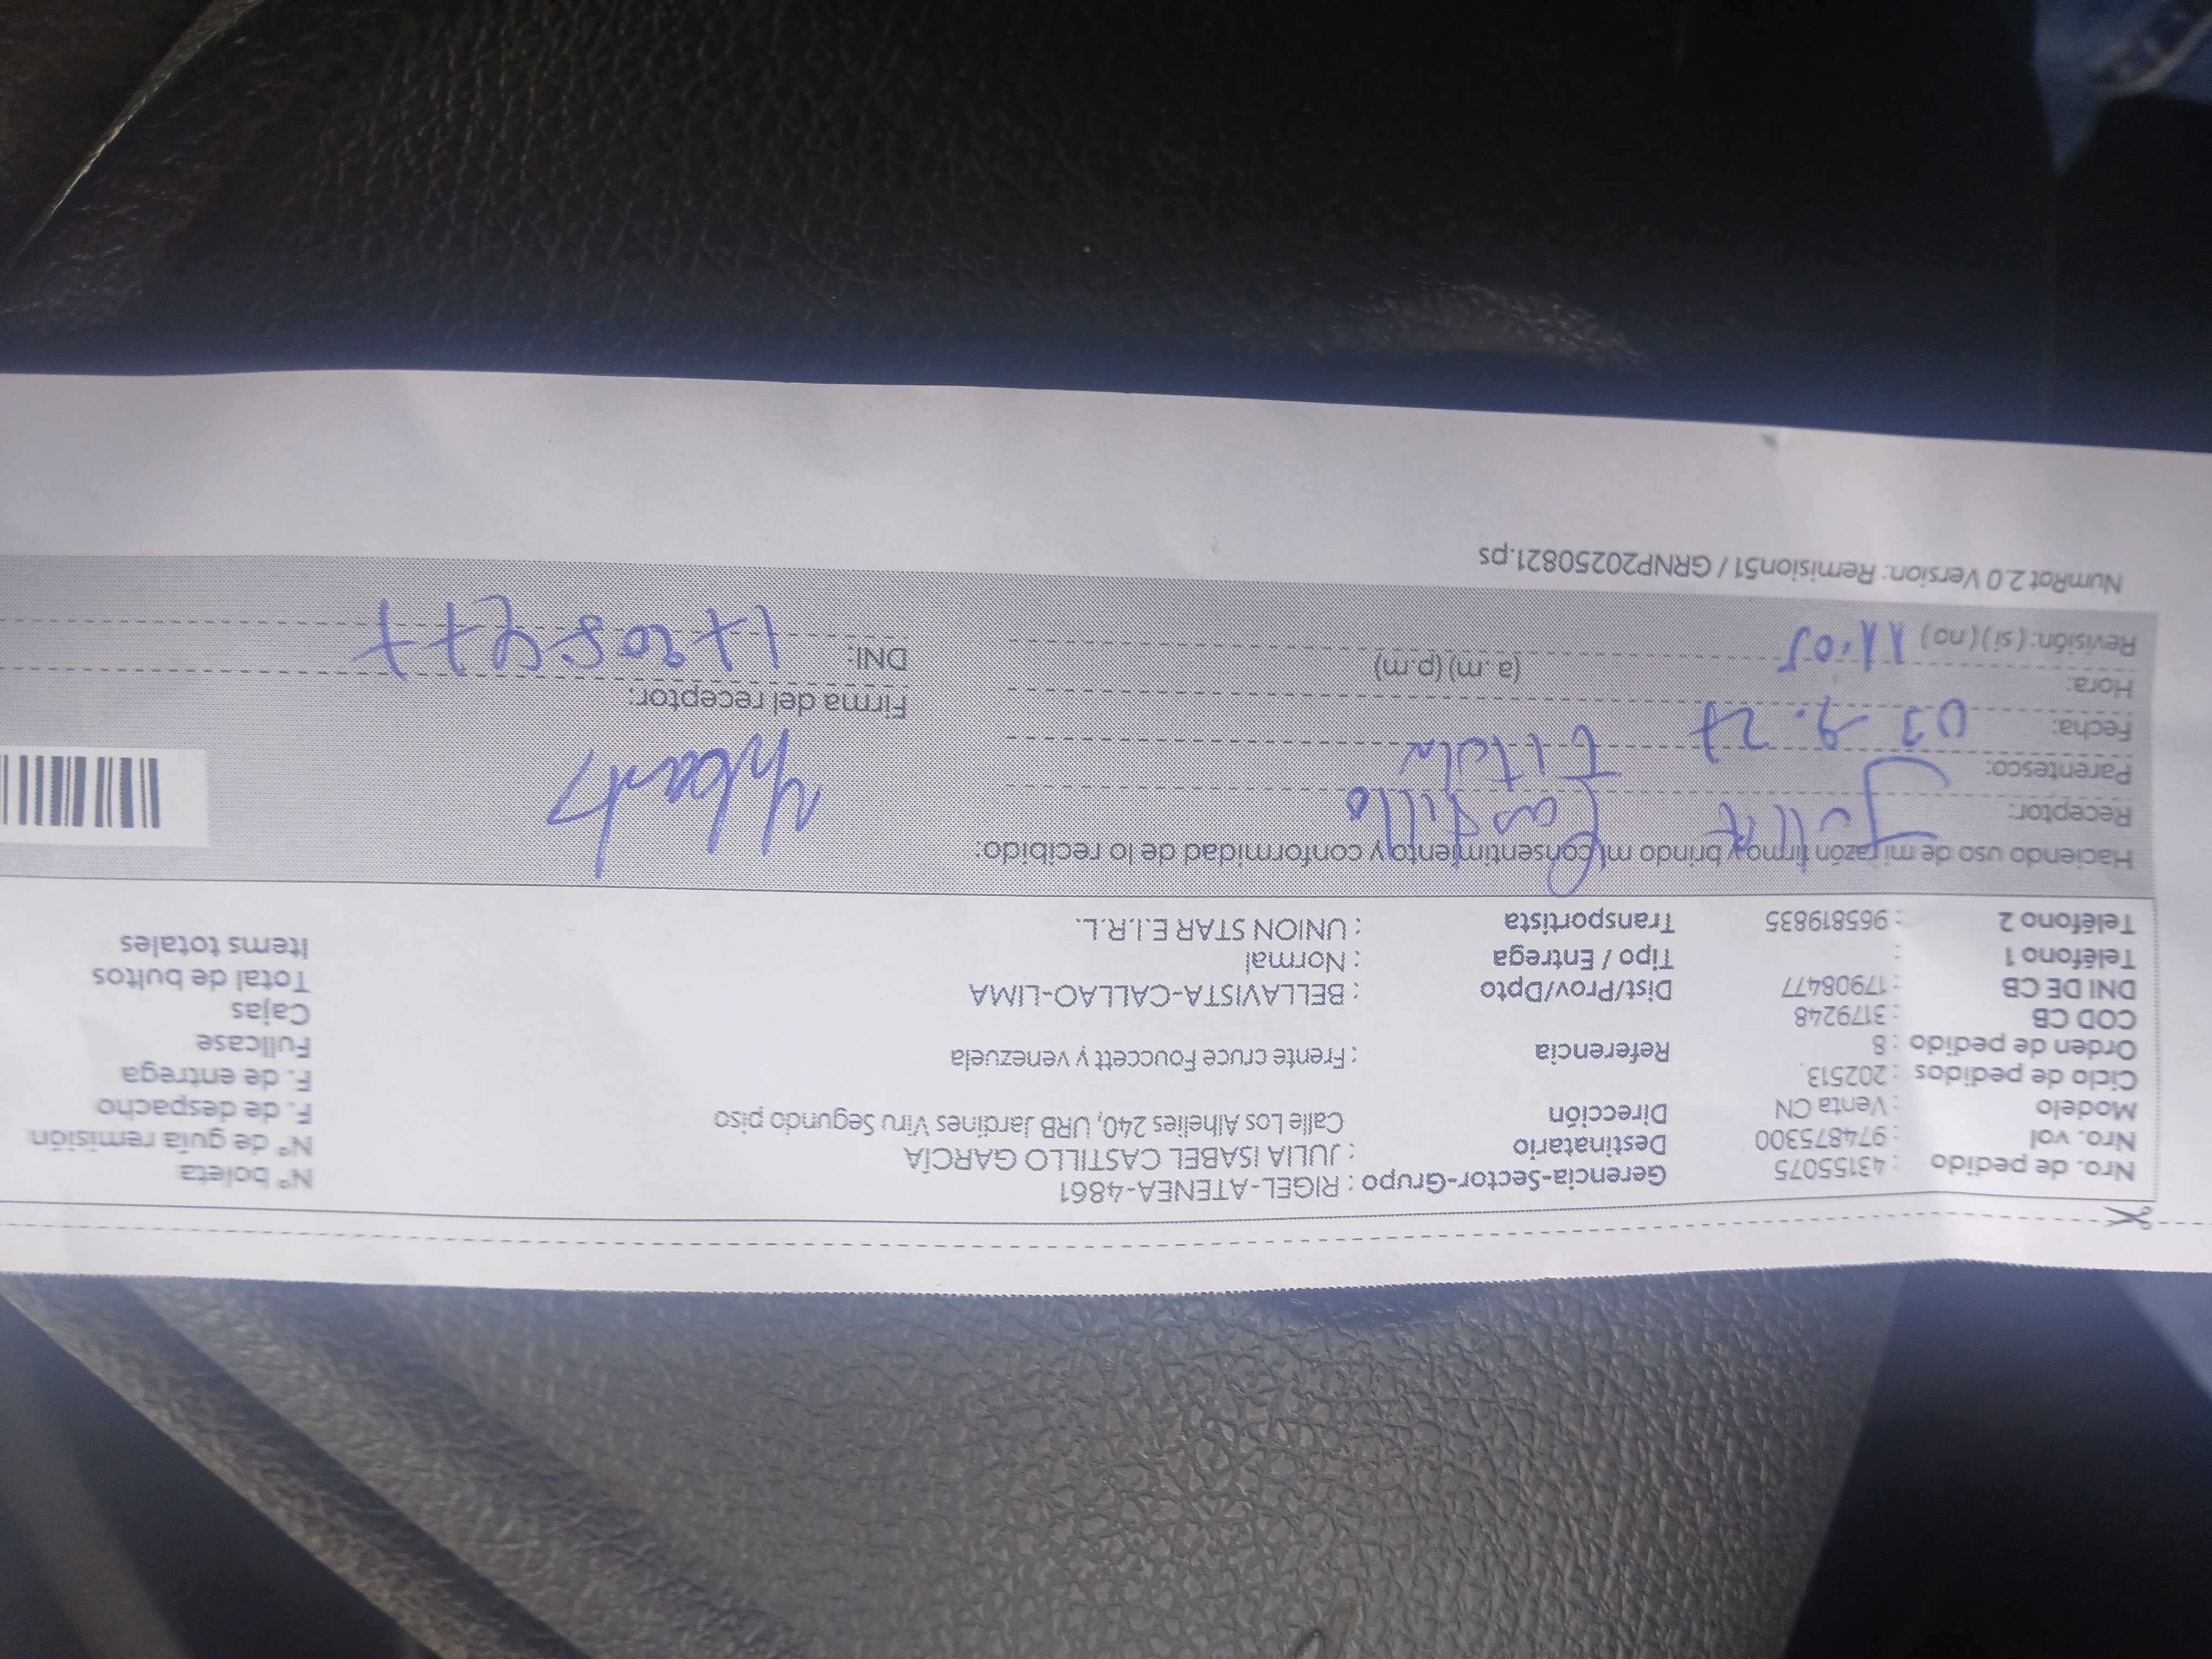 Nro. de pedido : 43155075 Gerencia-Sector-Grupo : RIGEL-ATENEA-4861 N° boleta
Nro. vol : 974875300 Destinatario : JULIA ISABEL CASTILLO GARCÍA N° de guía remisión
Modelo : Venta CN Dirección Calle Los Alhelies 240, URB Jardines Viru Segundo piso F. de despacho
Ciclo de pedidos : 202513 F. de entrega
Orden de pedido : 8 Referencia : Frente cruce Fouccett y venezuela Fullcase
COD CB : 3179248 Cajas
DNI DE CB : 17908477 Dist/Prov/Dpto : BELLAVISTA-CALLAO-LIMA Total de bultos
Teléfono 1 : Tipo / Entrega : Normal Items totales
Teléfono 2 : 965819835 Transportista : UNION STAR E.I.R.L.
Haciendo uso de mi razón firmo y brindo mi consentimiento y conformidad de lo recibido:
Receptor: Julia Castillo
Parentesco: titular
Fecha: 03-9.
Firma del receptor:
Hora: 11.05 (a.m) (p.m)
DNI:
Revisión: (si) (no)
NumRot 2.0 Version: Remision51 / GRNP20250821.ps